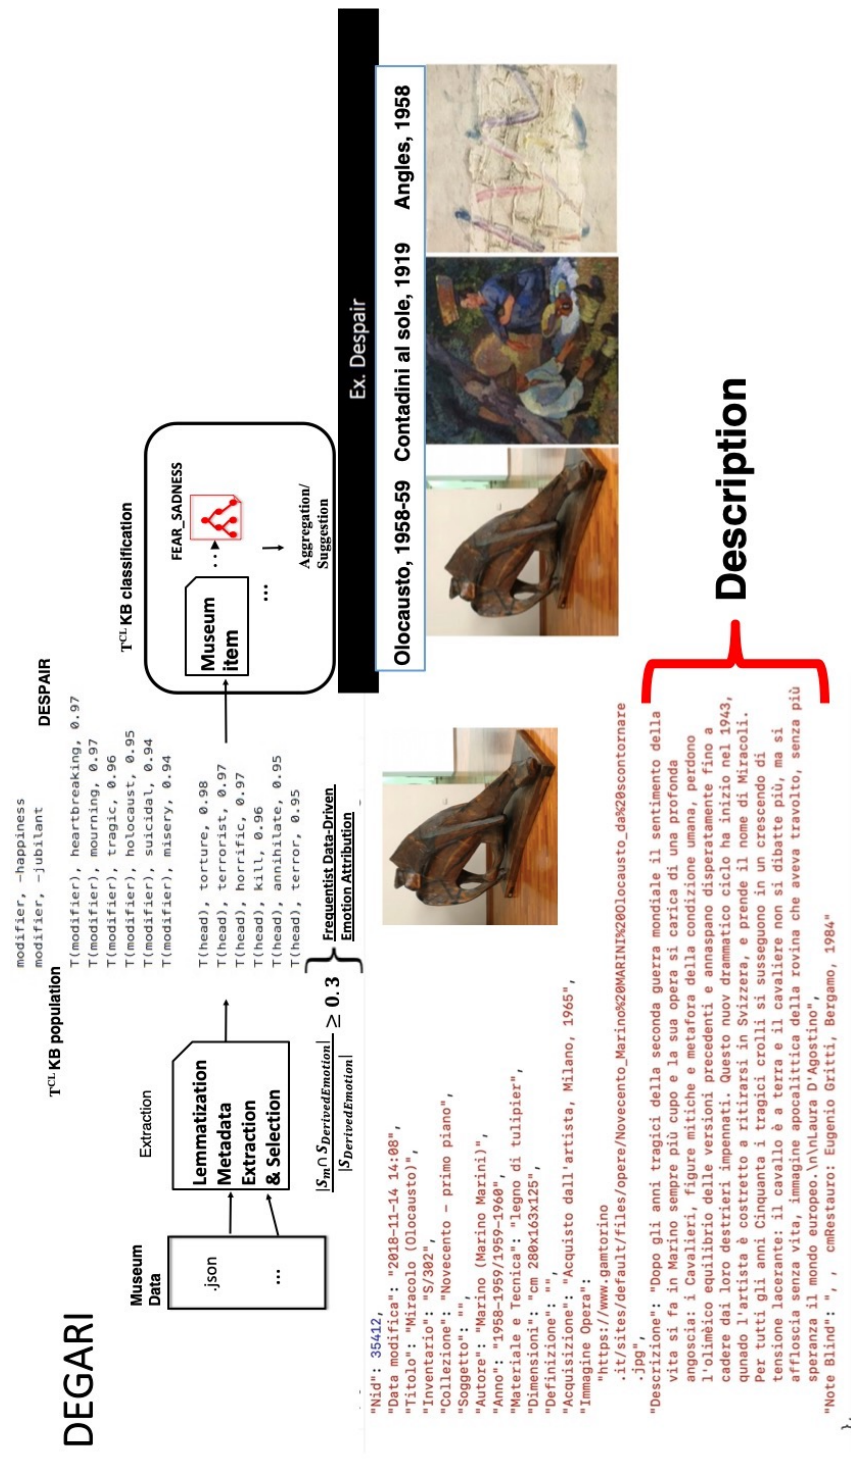 DEGARI
Museum
Data
.json
...
Extraction
Lemmatization
Metadata
Extraction
& Selection
T^CL KB population
modifier, -happiness
modifier, -jubilant
DESPAIR
T(modifier), heartbreaking, 0.97
T(modifier), mourning, 0.97
T(modifier), tragic, 0.96
T(modifier), holocaust, 0.95
T(modifier), suicidal, 0.94
T(modifier), misery, 0.94
T(head), torture, 0.98
T(head), terrorist, 0.97
T(head), horrific, 0.97
T(head), kill, 0.96
T(head), annihilate, 0.95
T(head), terror, 0.95
T^CL KB classification
Museum
item
...
FEAR_SADNESS
...
Aggregation/
Suggestion
|S_m ∩ S_DerivedEmotion|
|S_DerivedEmotion|
≥ 0.3
Frequentist Data-Driven
Emotion Attribution
Ex. Despair
Olocausto, 1958-59 Contadini al sole, 1919 Angles, 1958
"Nid": 35412,
"Data modifica": "2018-11-14 14:08",
"Titolo": "Miracolo (Olocausto)",
"Inventario": "S/302",
"Collezione": "Novecento - primo piano",
"Soggetto": "",
"Autore": "Marino (Marino Marini)",
"Anno": "1958-1959/1959-1960",
"Materiale e Tecnica": "legno di tulipier",
"Dimensioni": "cm 280x163x125",
"Definizione": "",
"Acquisizione": "Acquisto dall'artista, Milano, 1965",
"Immagine Opera":
"https://www.gamtorino
.it/sites/default/files/opere/Novecento_Marino%20MARINI%20Olocausto_da%20scontornare
.jpg",
"Descrizione": "Dopo gli anni tragici della seconda guerra mondiale il sentimento della
vita si fa in Marino sempre più cupo e la sua opera si carica di una profonda
angoscia: i Cavalieri, figure mitiche e metafora della condizione umana, perdono
l'olimèico equilibrio delle versioni precedenti e annaspano disperatamente fino a
cadere dai loro destrieri impennati. Questo nuov drammatico ciclo ha inizio nel 1943,
qunado l'artista è costretto a ritirarsi in Svizzera, e prende il nome di Miracoli.
Per tutti gli anni Cinquanta i tragici crolli si susseguono in un crescendo di
tensione lacerante: il cavallo è a terra e il cavaliere non si dibatte più, ma si
affloscia senza vita, immagine apocalittica della rovina che aveva travolto, senza più
speranza il mondo europeo.\n\nLaura D'Agostino",
"Note Blind": ", , cmRestauro: Eugenio Gritti, Bergamo, 1984"
},
Description